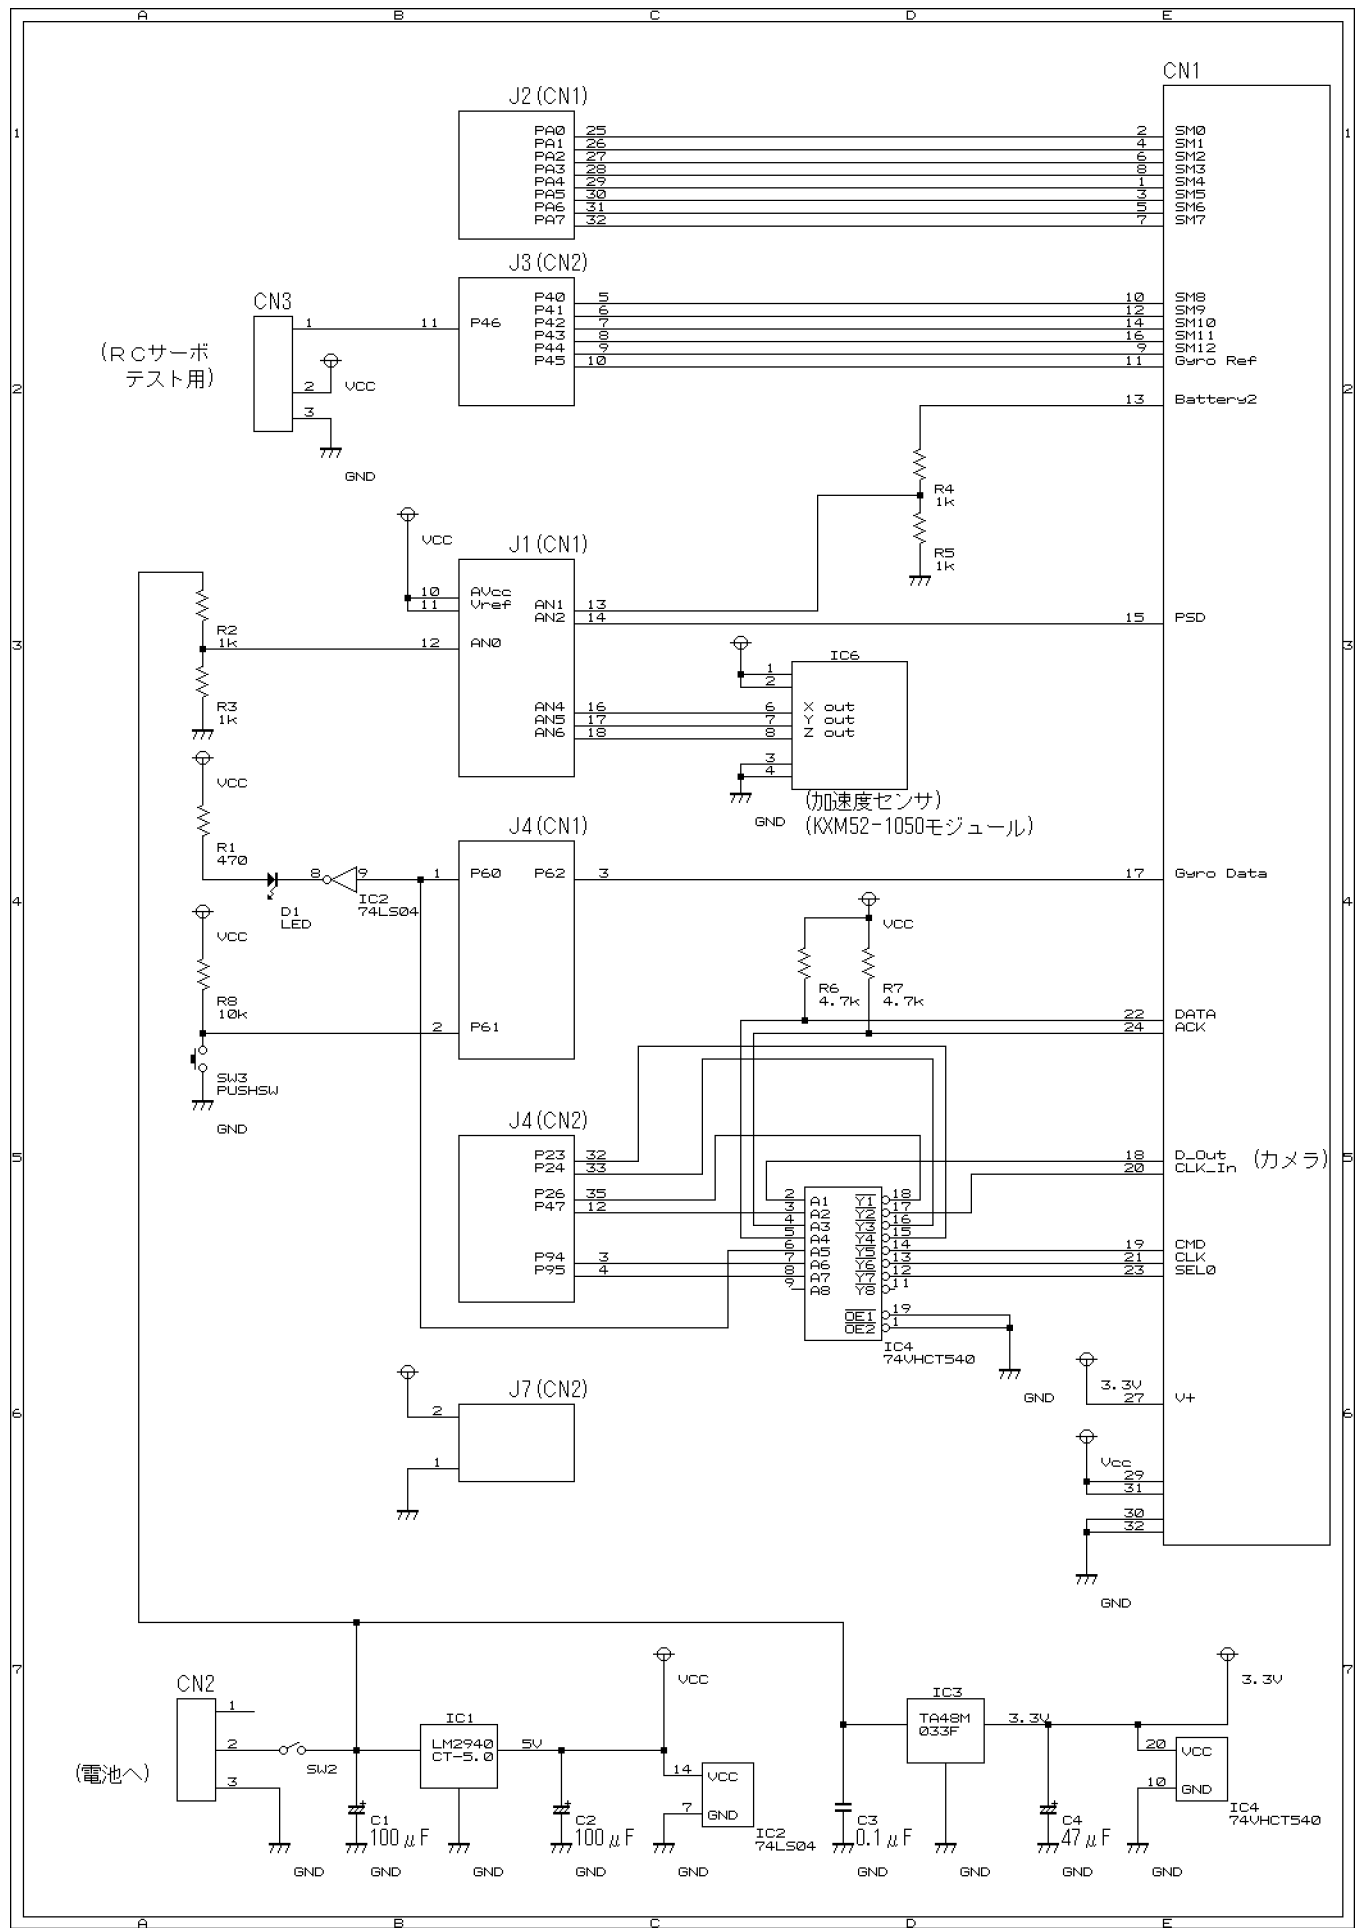 A B C D E
CN1
J2(CN1)
1 1
PA0 25 2 SM0
PA1 26 4 SM1
PA2 27 6 SM2
PA3 28 8 SM3
PA4 29 1 SM4
PA5 30 3 SM5
PA6 31 5 SM6
PA7 32 7 SM7
J3(CN2)
CN3
P40 5 10 SM8
P41 6 12 SM9
1 11 P46 P42 7 14 SM10
P43 8 16 SM11
P44 9 9 SM12
P45 10 11 Gyro Ref
(RCサーボ
テスト用)
2 VCC
3
GND
2 2
13 Battery2
R4
1k
R5
1k
VCC
J1(CN1)
10 AVcc
11 Vref
AN1 13
AN2 14 15 PSD
12 AN0
R2
1k
3 3
R3
1k
IC6
1
2
AN4 16 6 X out
AN5 17 7 Y out
AN6 18 8 Z out
3
4
GND
(加速度センサ)
(KXM52-1050モジュール)
VCC
R1
470
J4(CN1)
8 9 1 P60 P62 3 17 Gyro Data
IC2
74LS04
D1
LED
4 4
VCC
R8
10k
VCC
R6
4.7k
R7
4.7k
22 DATA
24 ACK
2 P61
SW3
PUSHSW
GND
J4(CN2)
5 5
P23 32
P24 33
P26 35
P47 12
P94 3
P95 4
18 D_Out (カメラ)
20 CLK_In
2 A1 Y1 18
3 A2 Y2 17
4 A3 Y3 16
5 A4 Y4 15
6 A5 Y5 14 19 CMD
7 A6 Y6 13 21 CLK
8 A7 Y7 12 23 SEL0
9 A8 Y8 11
OE1 19
OE2 1
IC4
74VHCT540
GND
J7(CN2)
2
1
6 6
3.3V
27 V+
Vcc
29
31
30
32
GND
7 7
CN2
1
2
3
(電池へ)
SW2
IC1
LM2940
CT-5.0
5V
VCC
14 VCC
7 GND
IC2
74LS04
C1
100μF
C2
100μF
IC3
TA48M
033F
3.3V
3.3V
C3
0.1μF
C4
47μF
20 VCC
10 GND
IC4
74VHCT540
GND GND GND GND GND GND GND GND GND
A B C D E